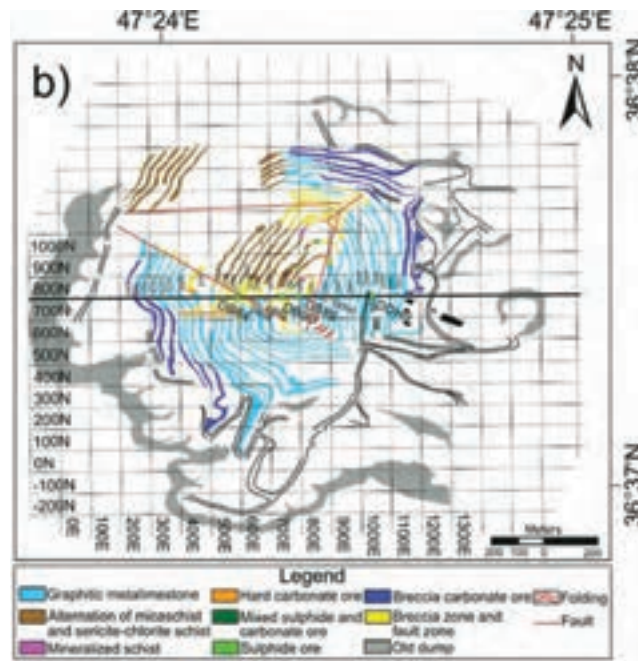 47°24'E 47°25'E
36°38'N
b)
N
1000N
900N
800N
700N
600N
500N
400N
300N
200N
100N
0N
-100N
-200N
36°37'N
0E 100E 200E 300E 400E 500E 600E 700E 800E 900E 1000E 1100E 1200E 1300E
Meters
200 100 0 200
Legend
Graphitic metalimestone Hard carbonate ore Breccia carbonate ore Folding
Alternation of micaschist and sericite-chlorite schist Mixed sulphide and carbonate ore Breccia zone and fault zone Fault
Mineralized schist Sulphide ore Old dump